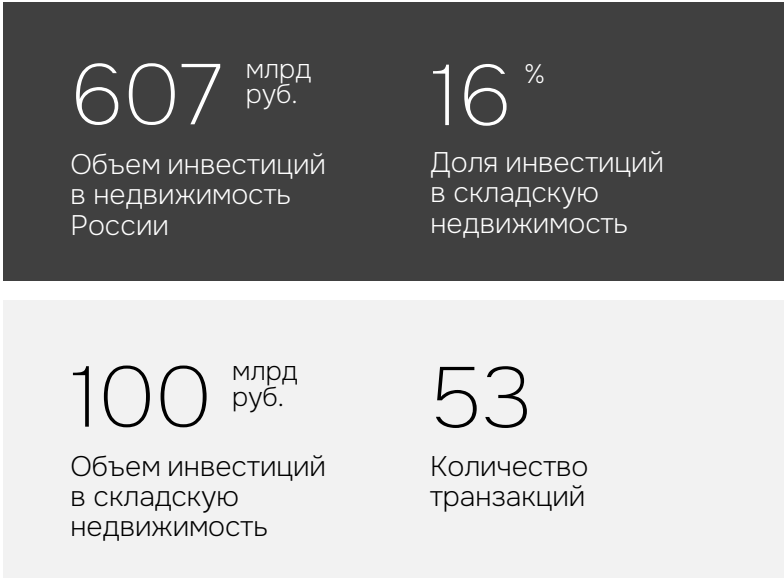 607 млрд
руб.
Объем инвестиций
в недвижимость
России
16 %
Доля инвестиций
в складскую
недвижимость
100 млрд
руб.
Объем инвестиций
в складскую
недвижимость
53
Количество
транзакций